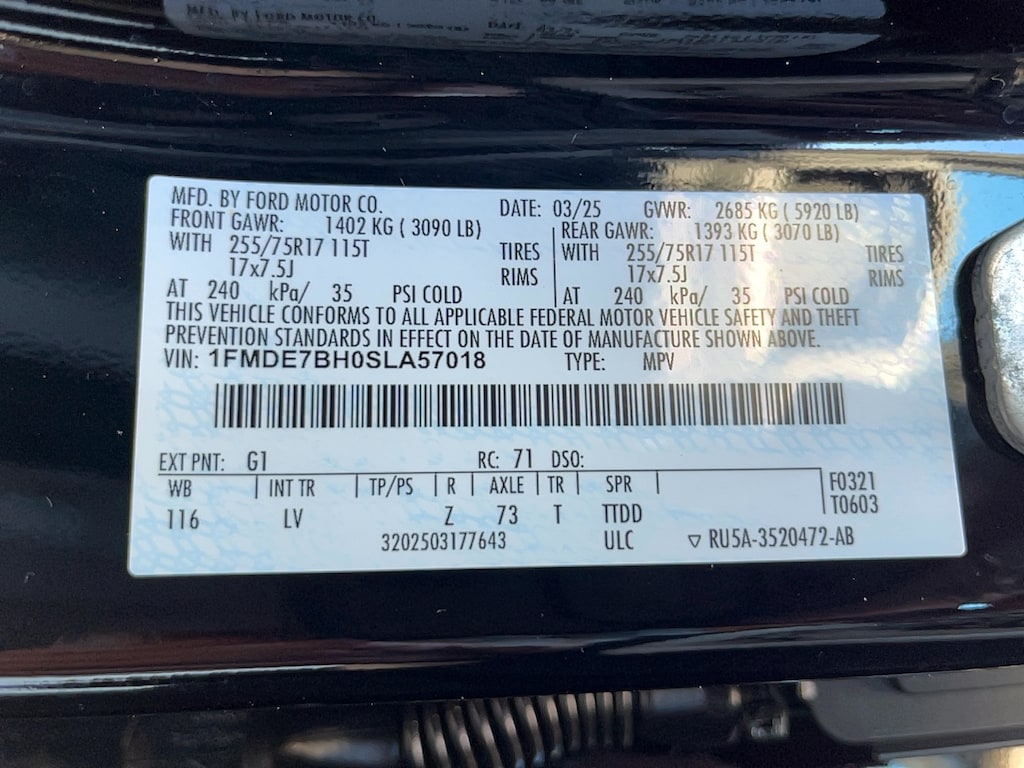 MFD. BY FORD MOTOR CO.
MFD. BY FORD MOTOR CO. DATE: 03/25 GVWR: 2685 KG ( 5920 LB)
FRONT GAWR: 1402 KG ( 3090 LB) REAR GAWR: 1393 KG ( 3070 LB)
WITH 255/75R17 115T TIRES WITH 255/75R17 115T TIRES
17x7.5J RIMS 17x7.5J RIMS
AT 240 kPa/ 35 PSI COLD AT 240 kPa/ 35 PSI COLD
THIS VEHICLE CONFORMS TO ALL APPLICABLE FEDERAL MOTOR VEHICLE SAFETY AND THEFT
PREVENTION STANDARDS IN EFFECT ON THE DATE OF MANUFACTURE SHOWN ABOVE.
VIN: 1FMDE7BH0SLA57018 TYPE: MPV
EXT PNT: G1 RC: 71 DSO:
WB INT TR TP/PS R AXLE TR SPR F0321
T0603
116 LV Z 73 T TTDD
3202503177643 ULC ▽ RU5A-3520472-AB